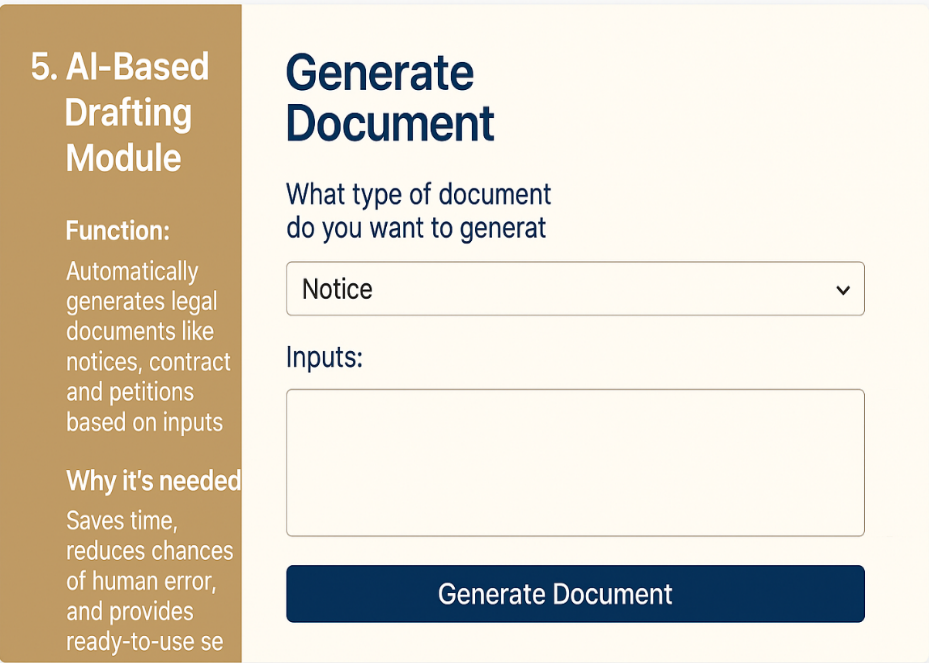 5. AI-Based
Drafting
Module
Function:
Automatically
generates legal
documents like
notices, contract
and petitions
based on inputs
Why it's needed
Saves time,
reduces chances
of human error,
and provides
ready-to-use se
Generate
Document
What type of document
do you want to generat
Notice
Inputs:
Generate Document